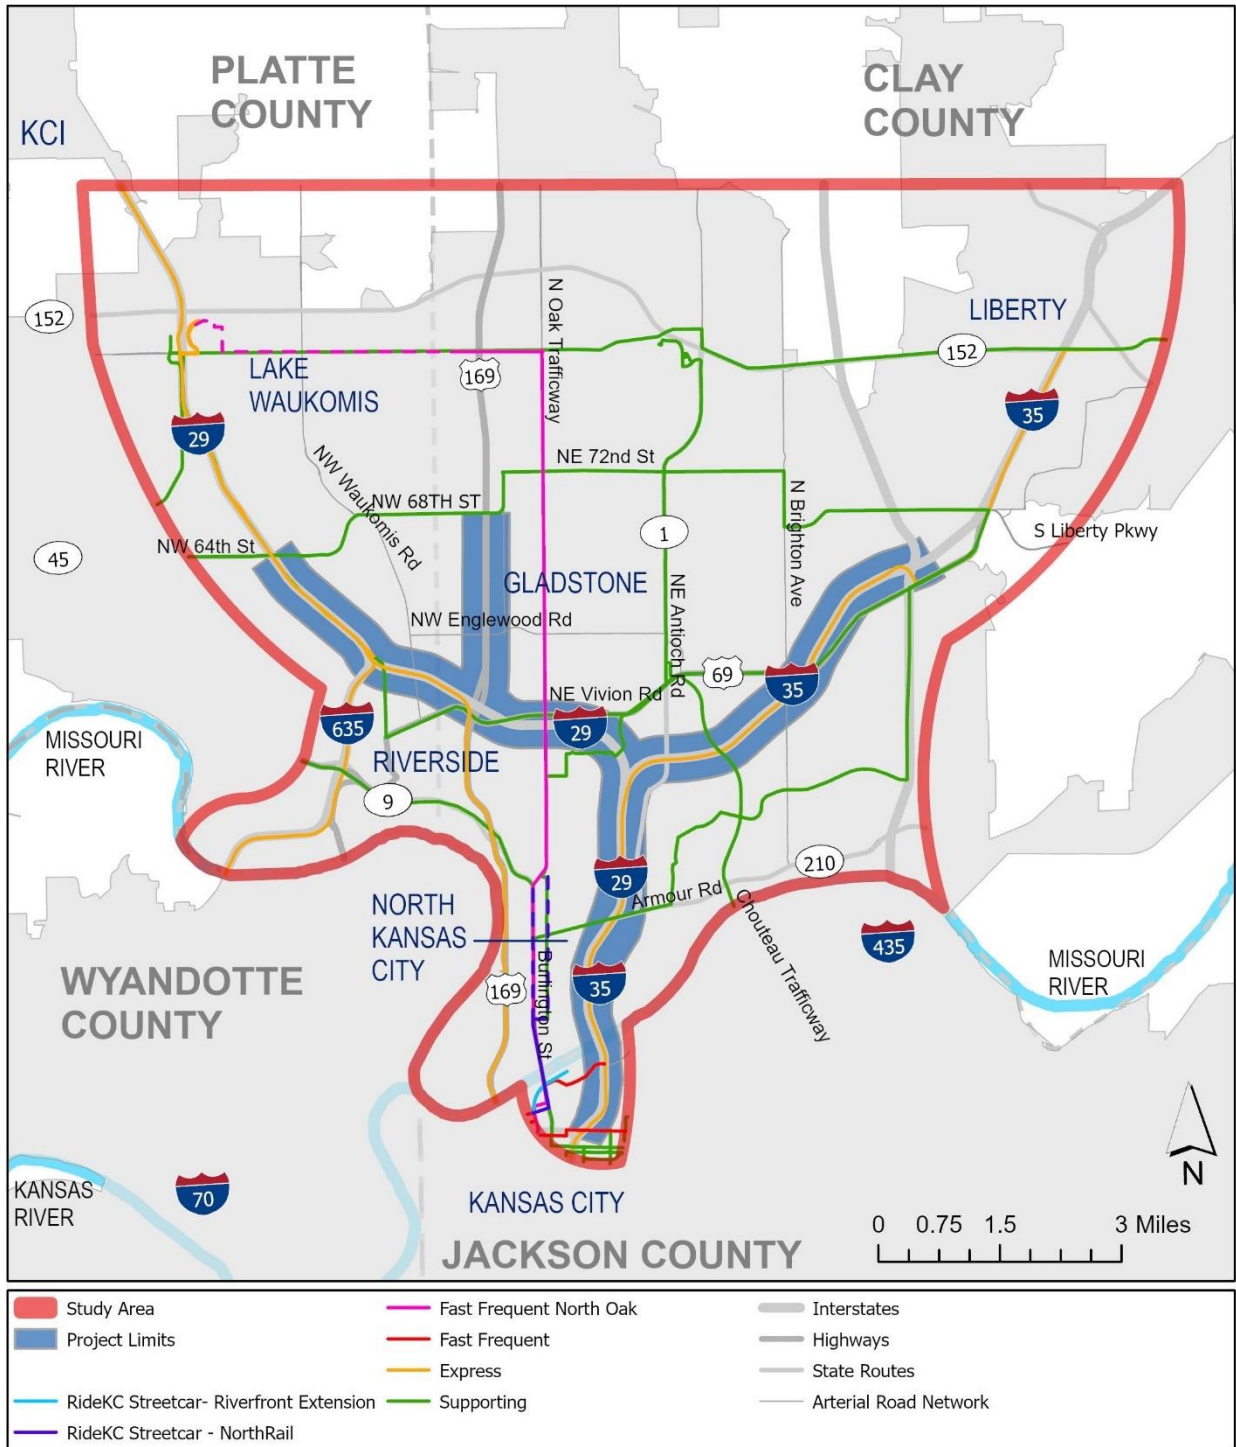 PLATTE
COUNTY
CLAY
COUNTY
KCI
152
LIBERTY
152
N Oak Trafficway
169
LAKE
WAUKOMIS
35
29
NE 72nd St
NW Waukomis Rd
NW 68TH ST
N Brighton Ave
1
S Liberty Pkwy
NW 64th St
45
GLADSTONE
NE Antioch Rd
NW Englewood Rd
69
35
NE Vivion Rd
29
635
MISSOURI
RIVER
RIVERSIDE
9
210
29
Armour Rd
Chouteau Trafficway
NORTH
KANSAS
CITY
435
MISSOURI
RIVER
Burlington St
WYANDOTTE
COUNTY
169
35
N
KANSAS
RIVER
70
KANSAS CITY
JACKSON COUNTY
0 0.75 1.5 3 Miles
Study Area
Project Limits
RideKC Streetcar- Riverfront Extension
RideKC Streetcar - NorthRail
Fast Frequent North Oak
Fast Frequent
Express
Supporting
Interstates
Highways
State Routes
Arterial Road Network